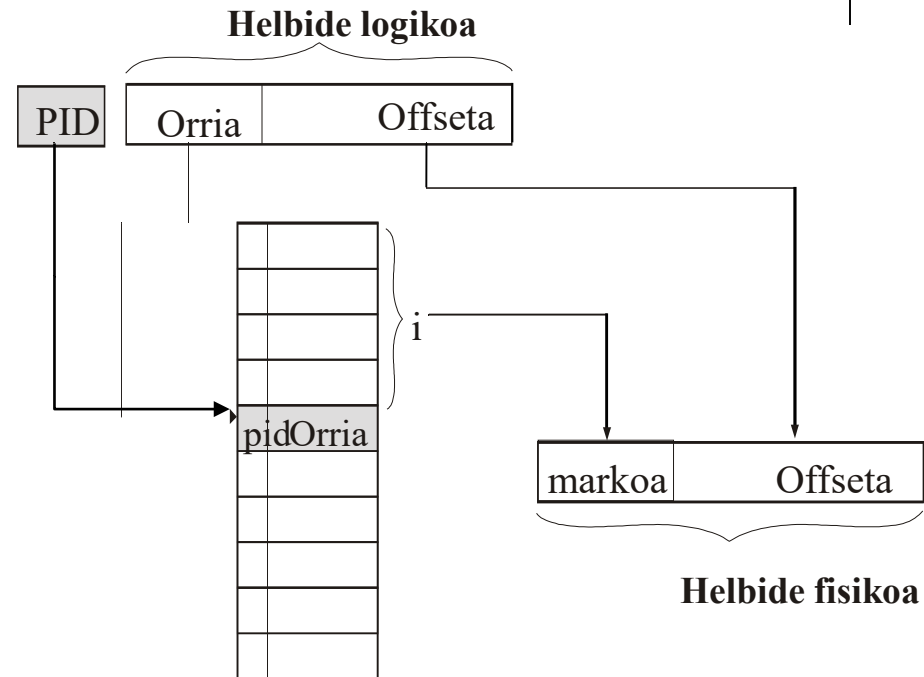 Helbide logikoa
PID Orria Offseta
i
pidOrria
markoa Offseta
Helbide fisikoa